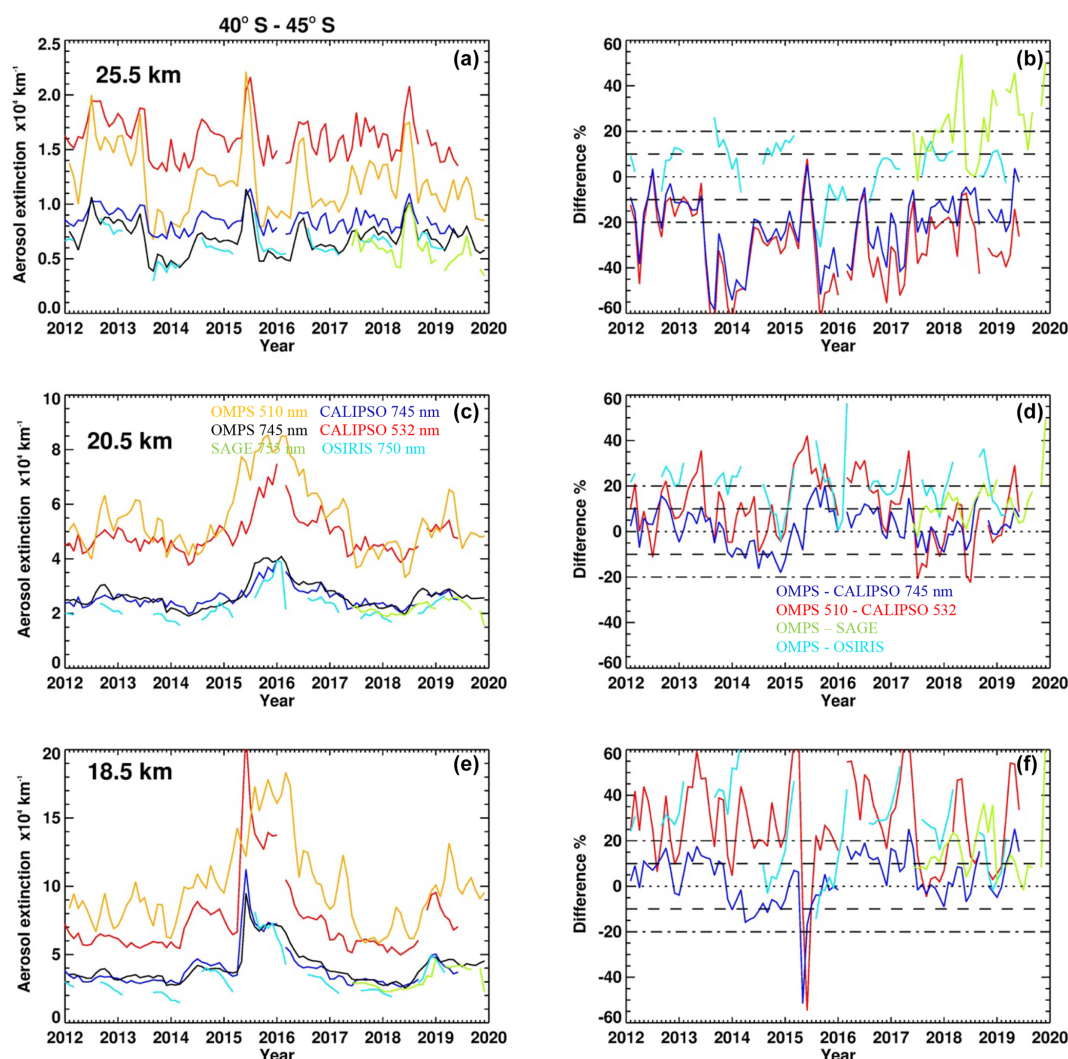 40° S - 45° S
(a)
25.5 km
Aerosol extinction x10⁴ km⁻¹
2.5
2.0
1.5
1.0
0.5
0.0
2012 2013 2014 2015 2016 2017 2018 2019 2020
Year
(b)
Difference %
60
40
20
0
-20
-40
-60
2012 2013 2014 2015 2016 2017 2018 2019 2020
Year
(c)
20.5 km
OMPS 510 nm CALIPSO 745 nm
OMPS 745 nm CALIPSO 532 nm
SAGE 755 nm OSIRIS 750 nm
Aerosol extinction x10⁴ km⁻¹
10
8
6
4
2
0
2012 2013 2014 2015 2016 2017 2018 2019 2020
Year
(d)
Difference %
60
40
20
0
-20
-40
-60
OMPS - CALIPSO 745 nm
OMPS 510 - CALIPSO 532
OMPS – SAGE
OMPS - OSIRIS
2012 2013 2014 2015 2016 2017 2018 2019 2020
Year
(e)
18.5 km
Aerosol extinction x10⁴ km⁻¹
20
15
10
5
0
2012 2013 2014 2015 2016 2017 2018 2019 2020
Year
(f)
Difference %
60
40
20
0
-20
-40
-60
2012 2013 2014 2015 2016 2017 2018 2019 2020
Year